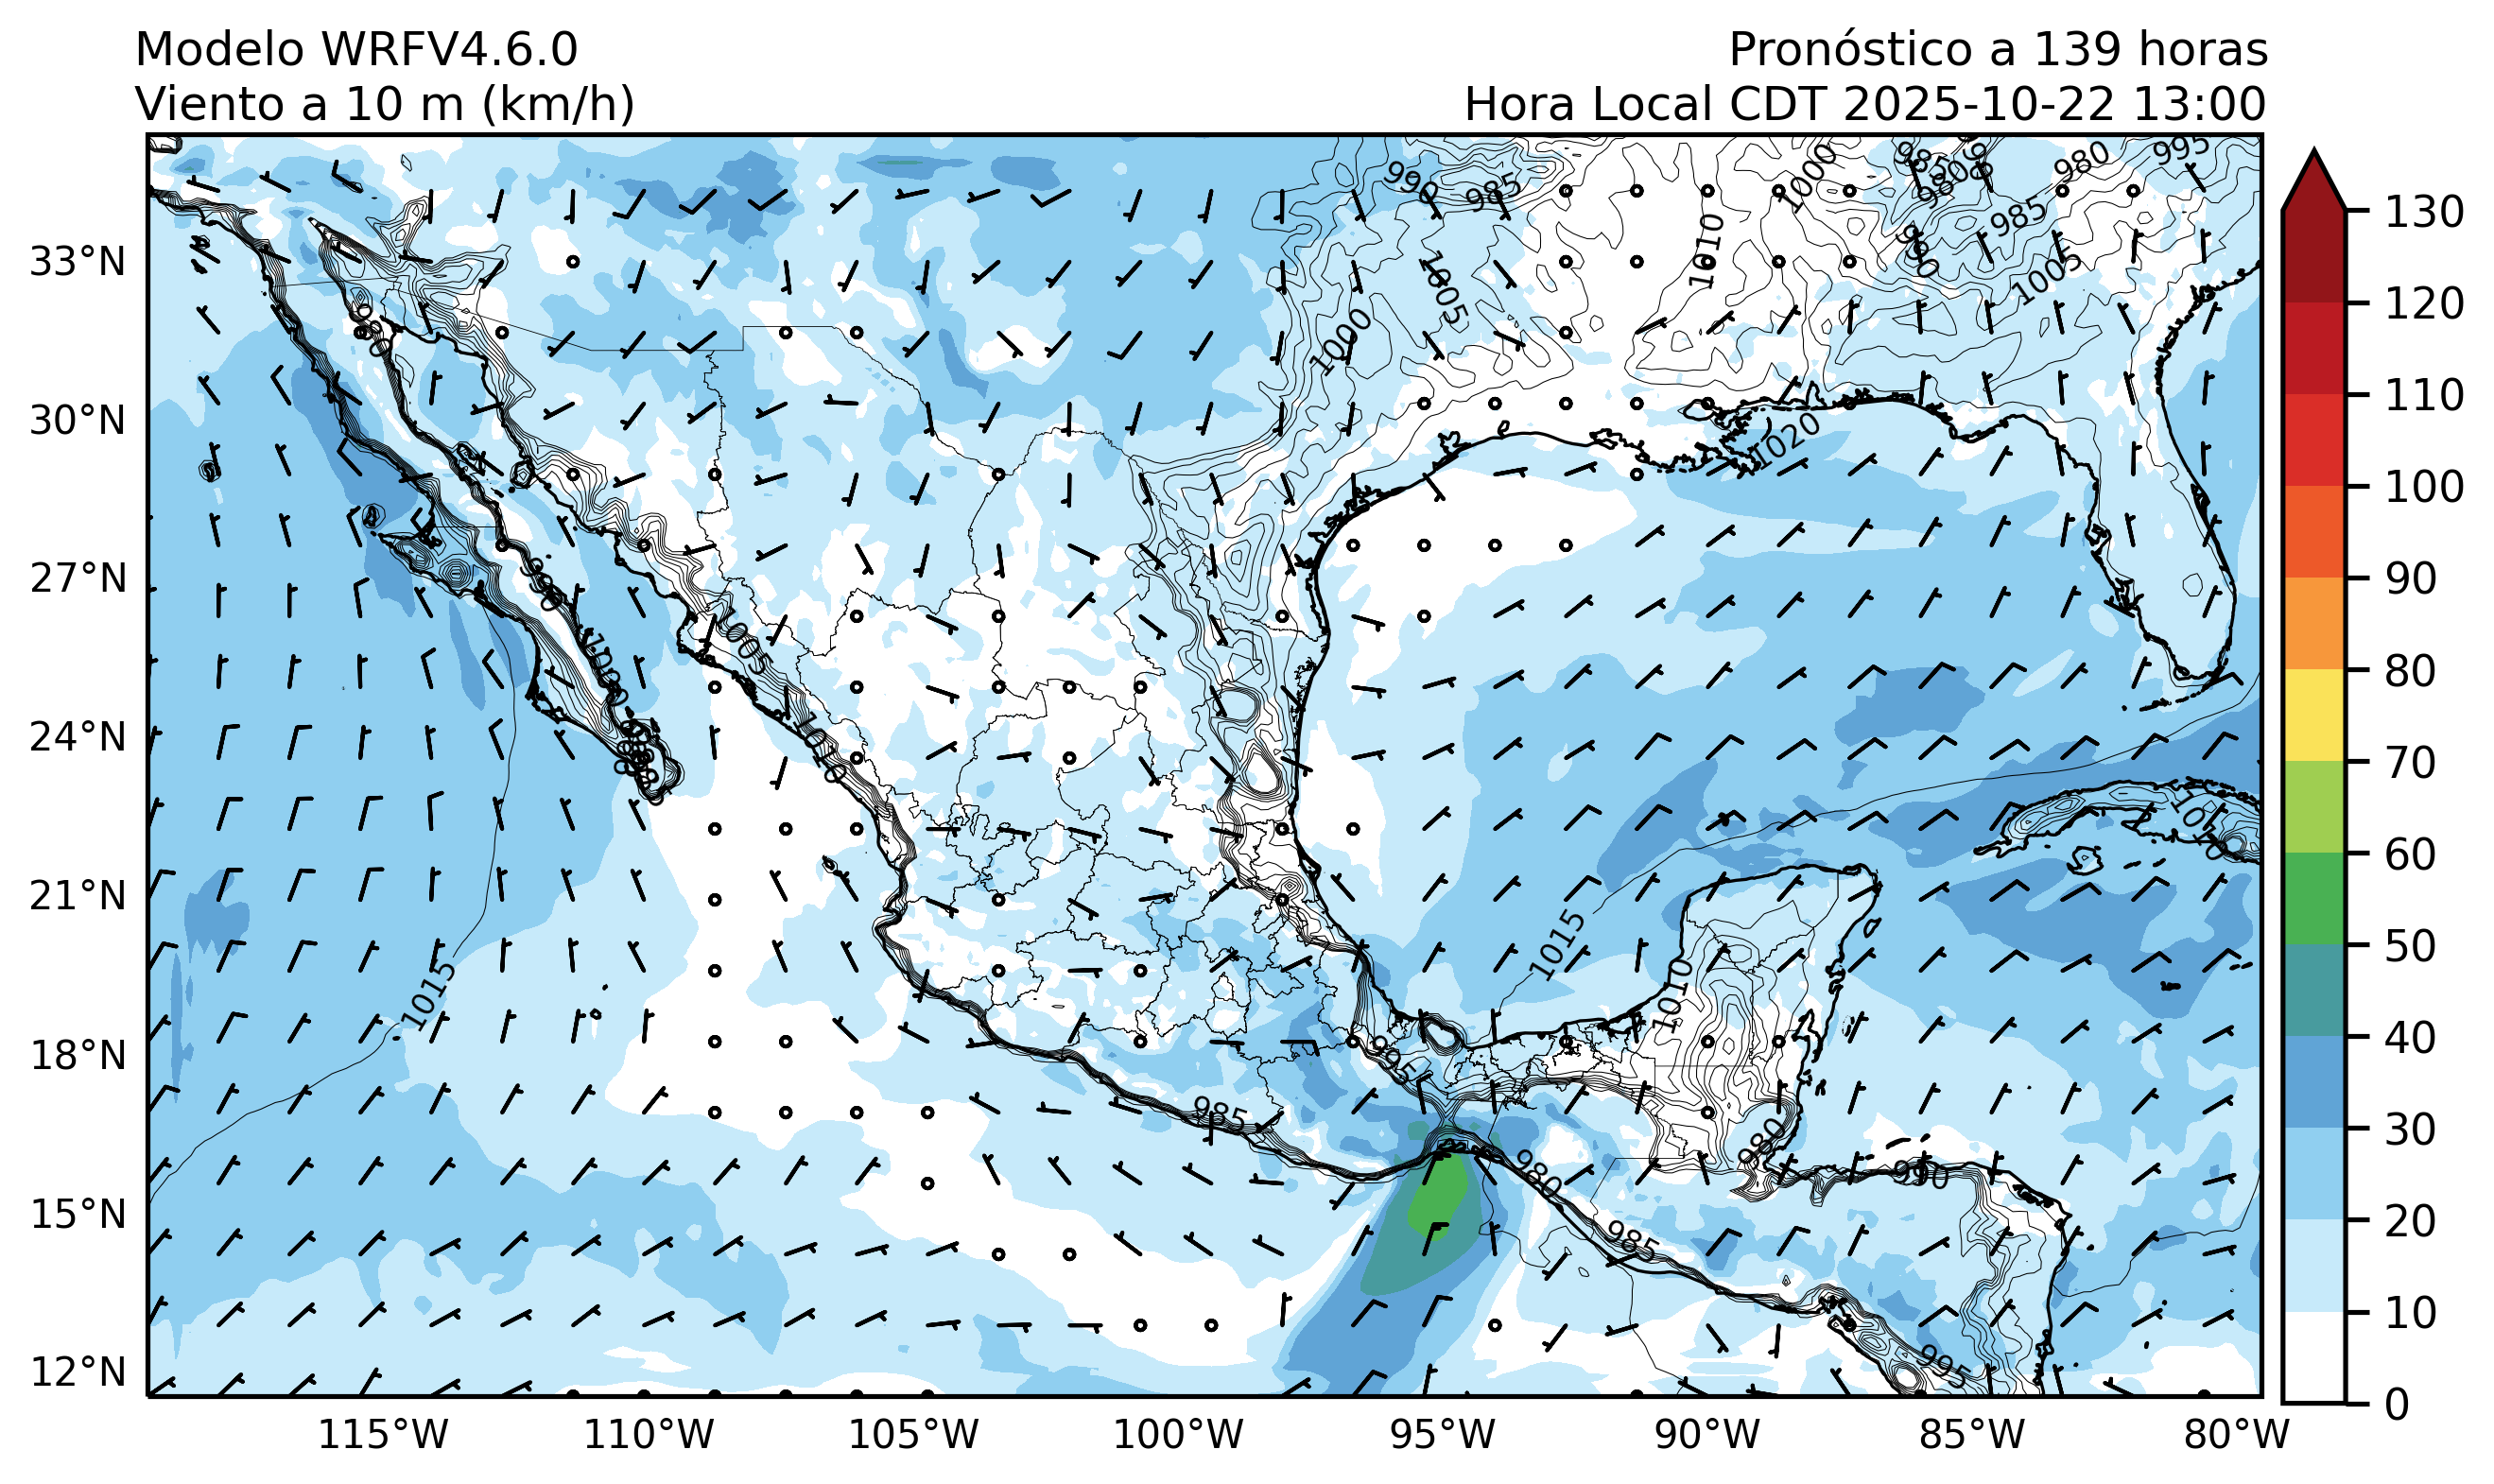 Modelo WRFV4.6.0
Pronóstico a 139 horas
Viento a 10 m (km/h)
Hora Local CDT 2025-10-22 13:00
33°N
30°N
27°N
24°N
21°N
18°N
15°N
12°N
115°W
110°W
105°W
100°W
95°W
90°W
85°W
80°W
130
120
110
100
90
80
70
60
50
40
30
20
10
0
990
985
1000
985
980
980
995
985
1010
1005
990
1005
1000
1020
1005
1010
1000
1010
1015
1015
1010
995
985
980
980
990
985
995